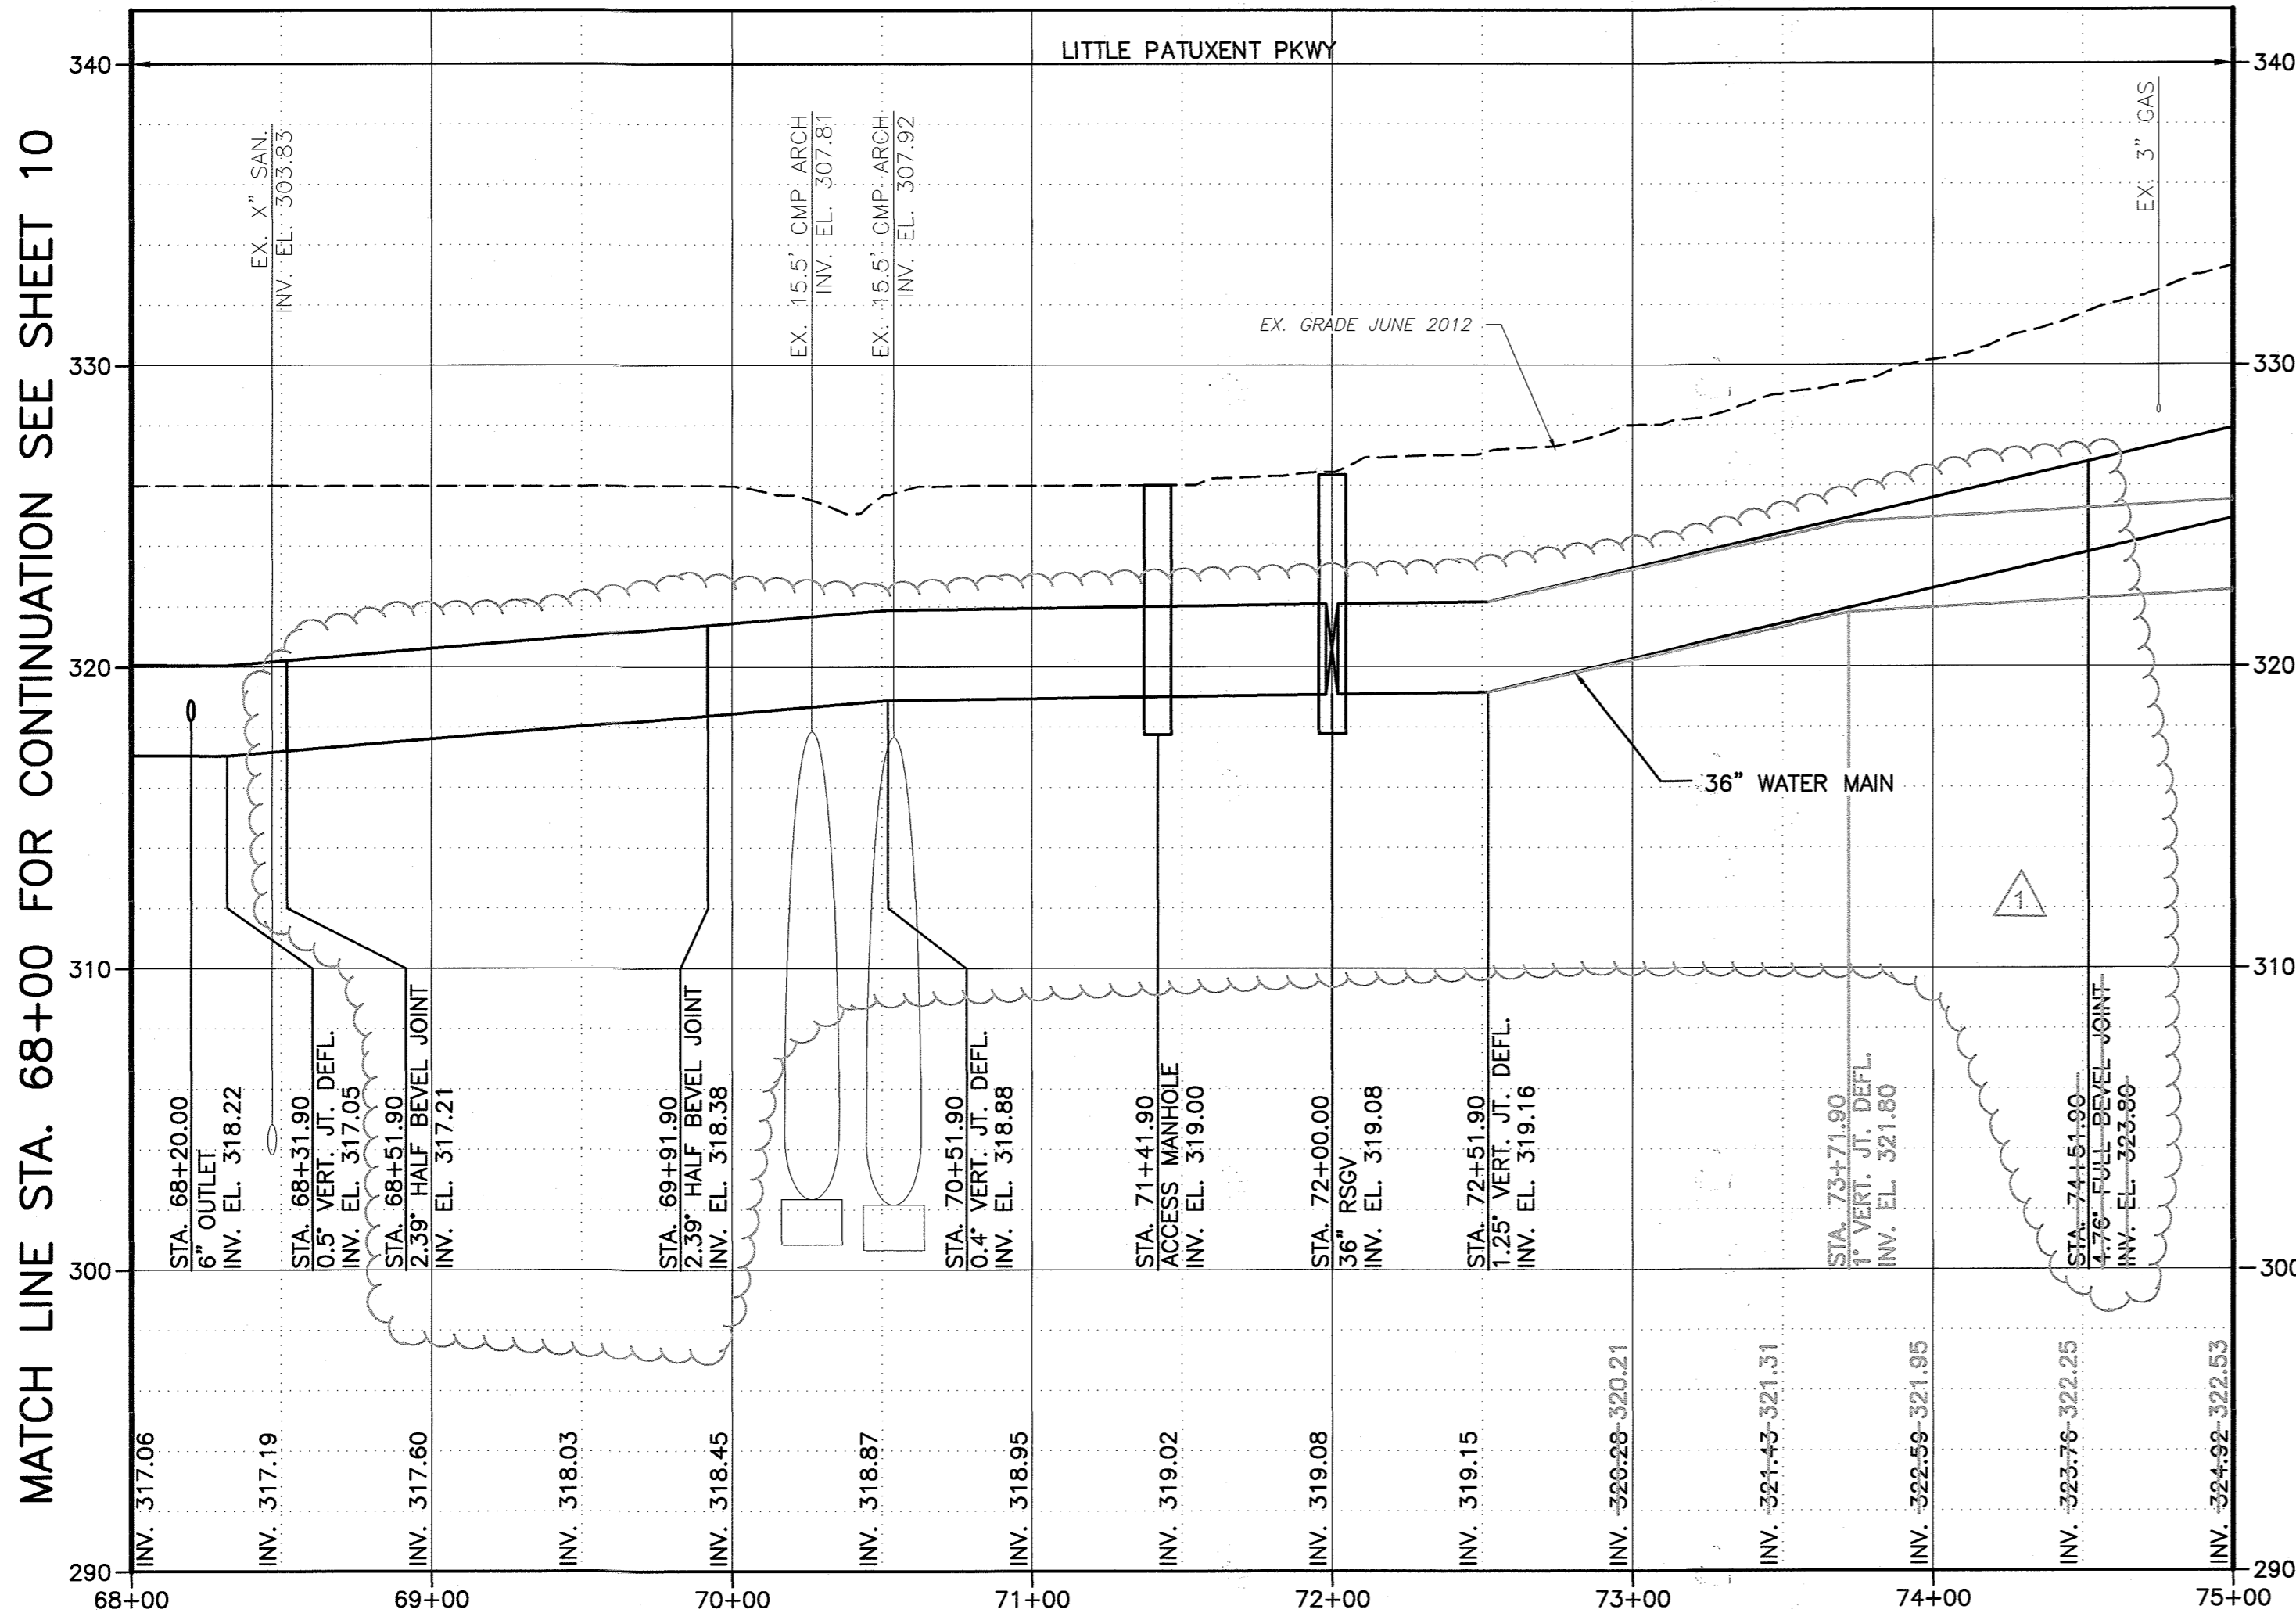 MATCH LINE STA. 68+00 FOR CONTINUATION SEE SHEET 10
LITTLE PATUXENT PKWY
340
340
330
330
320
320
310
310
300
300
290
290
EX. X" SAN.
INV. EL. 303.83
EX. 15.5' CMP ARCH
INV. EL. 307.81
EX. 15.5' CMP ARCH
INV. EL. 307.92
EX. 3" GAS
EX. GRADE JUNE 2012
36" WATER MAIN
1
STA. 68+20.00
6" OUTLET
INV. EL. 318.22
STA. 68+31.90
0.5° VERT. JT. DEFL.
INV. EL. 317.05
STA. 68+51.90
2.39° HALF BEVEL JOINT
INV. EL. 317.21
STA. 69+91.90
2.39° HALF BEVEL JOINT
INV. EL. 318.38
STA. 70+51.90
0.4° VERT. JT. DEFL.
INV. EL. 318.88
STA. 71+41.90
ACCESS MANHOLE
INV. EL. 319.00
STA. 72+00.00
36" RSGV
INV. EL. 319.08
STA. 72+51.90
1.25° VERT. JT. DEFL.
INV. EL. 319.16
STA. 73+71.90
1° VERT. JT. DEFL.
INV. EL. 321.80
STA. 74+51.90
4.76° FULL BEVEL JOINT
INV. EL. 323.80
INV. 317.06
INV. 317.19
INV. 317.60
INV. 318.03
INV. 318.45
INV. 318.87
INV. 318.95
INV. 319.02
INV. 319.08
INV. 319.15
INV. 320.28 320.21
INV. 321.43 321.31
INV. 322.59 321.95
INV. 323.76 322.25
INV. 324.92 322.53
68+00
69+00
70+00
71+00
72+00
73+00
74+00
75+00